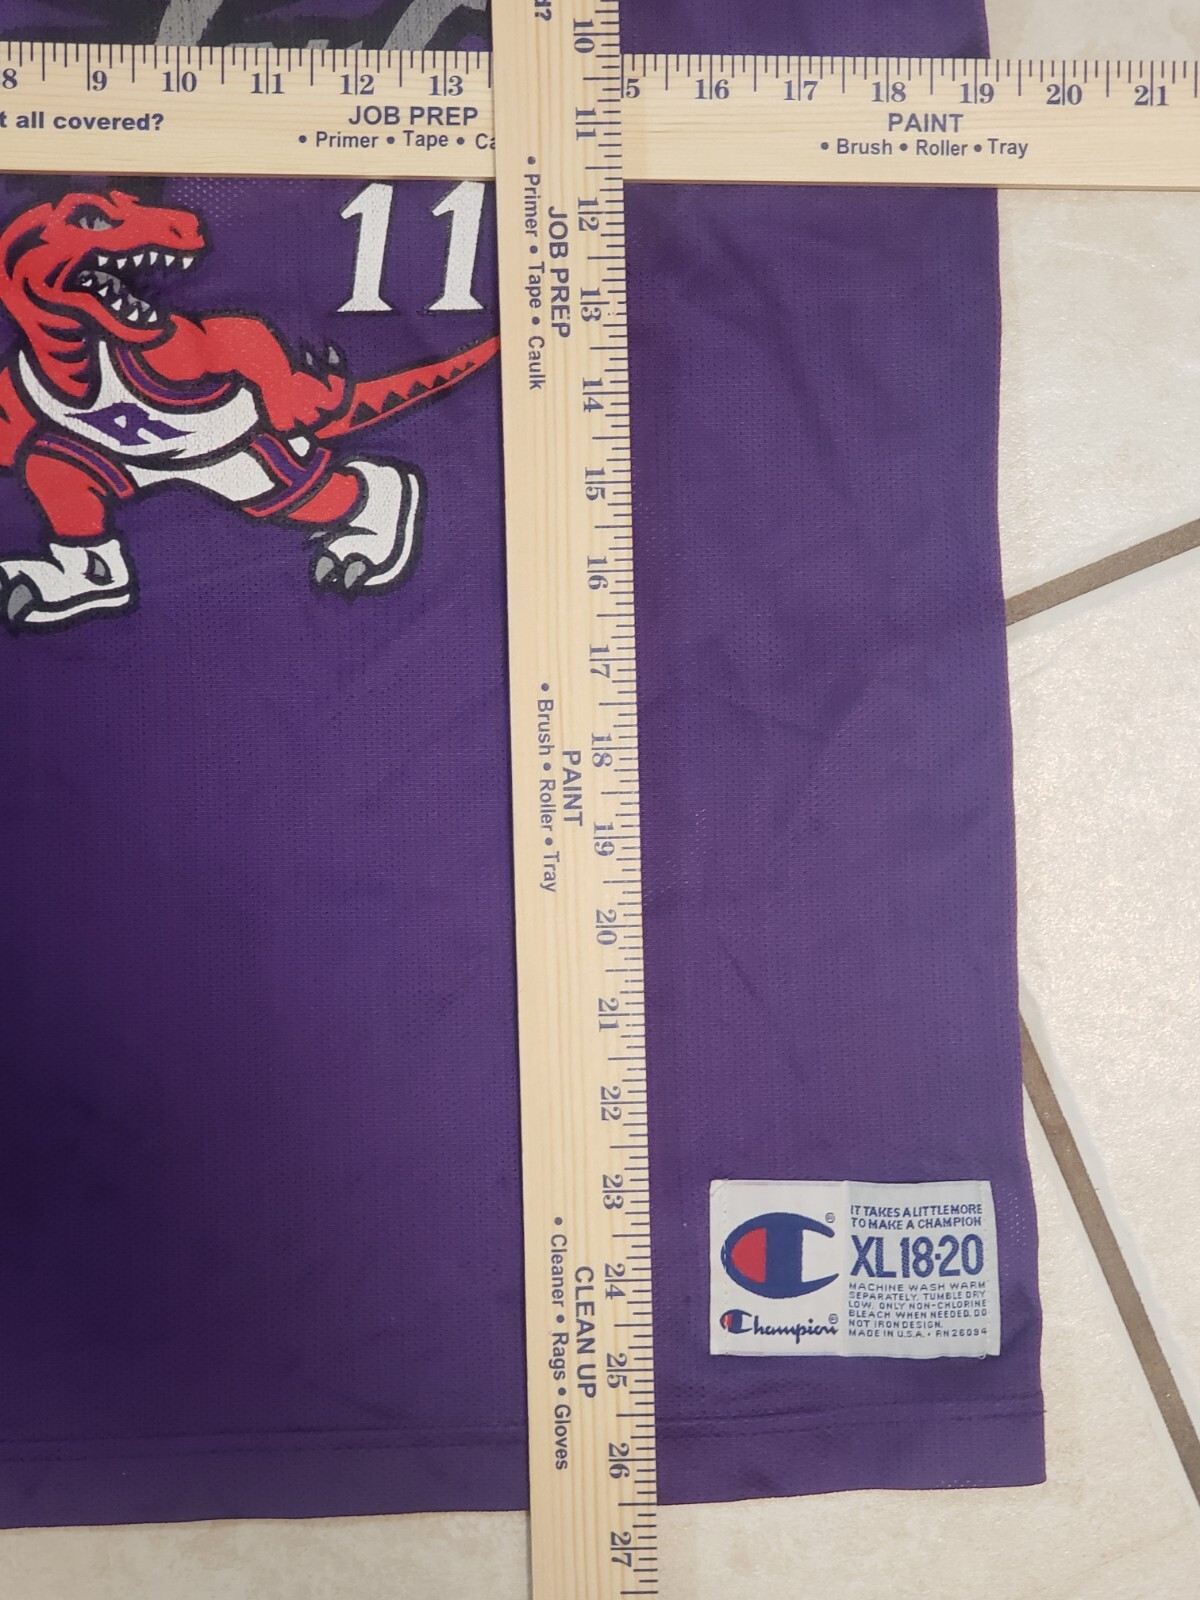 8 9 10 11 12 13
5 16 17 18 19 20 21
t all covered?
JOB PREP
• Primer • Tape • Ca
PAINT
• Brush • Roller • Tray
d?
10 11 12 13 14 15 16 17 18 19 20 21 22 23 24 25 26 27
JOB PREP
• Primer • Tape • Caulk
PAINT
• Brush • Roller • Tray
CLEAN UP
• Cleaner • Rags • Gloves
11
R
IT TAKES A LITTLE MORE
TO MAKE A CHAMPION
XL 18-20
MACHINE WASH WARM
SEPARATELY. TUMBLE DRY
LOW. ONLY NON-CHLORINE
BLEACH WHEN NEEDED. DO
NOT IRON DESIGN.
MADE IN U.S.A. • RN 26094
C®
Champion®